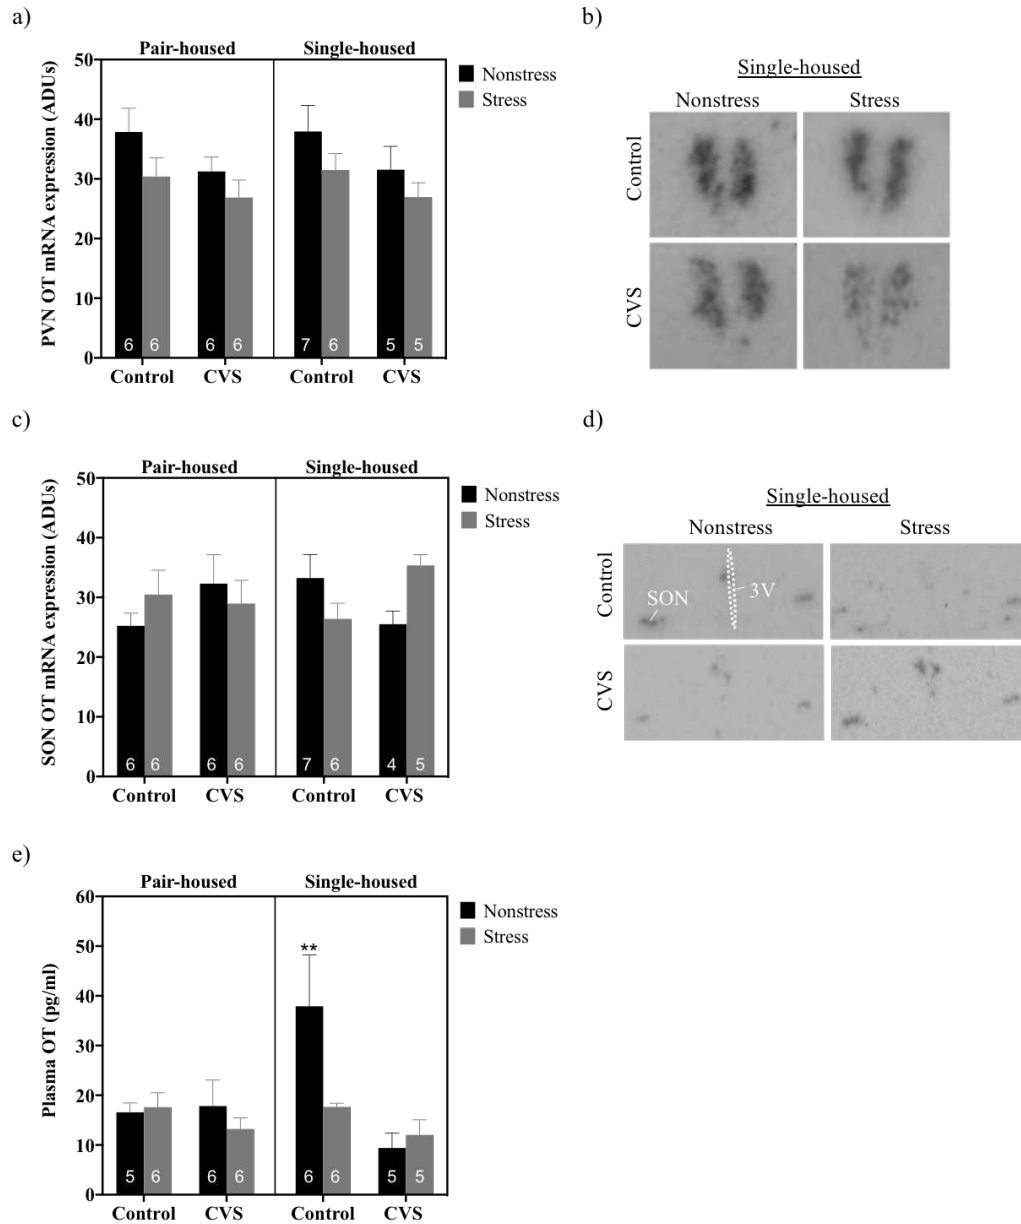 a)
Pair-housed Single-housed
PVN OT mRNA expression (ADUs)
50
40
30
20
10
0
6 6 6 6 7 6 5 5
Control CVS Control CVS
Nonstress
Stress
b)
Single-housed
Nonstress Stress
Control
CVS
c)
Pair-housed Single-housed
SON OT mRNA expression (ADUs)
50
40
30
20
10
0
6 6 6 6 7 6 4 5
Control CVS Control CVS
Nonstress
Stress
d)
Single-housed
Nonstress Stress
Control
SON 3V
CVS
e)
Pair-housed Single-housed
Plasma OT (pg/ml)
60
50
40
30
20
10
0
**
5 6 6 6 6 6 5 5
Control CVS Control CVS
Nonstress
Stress